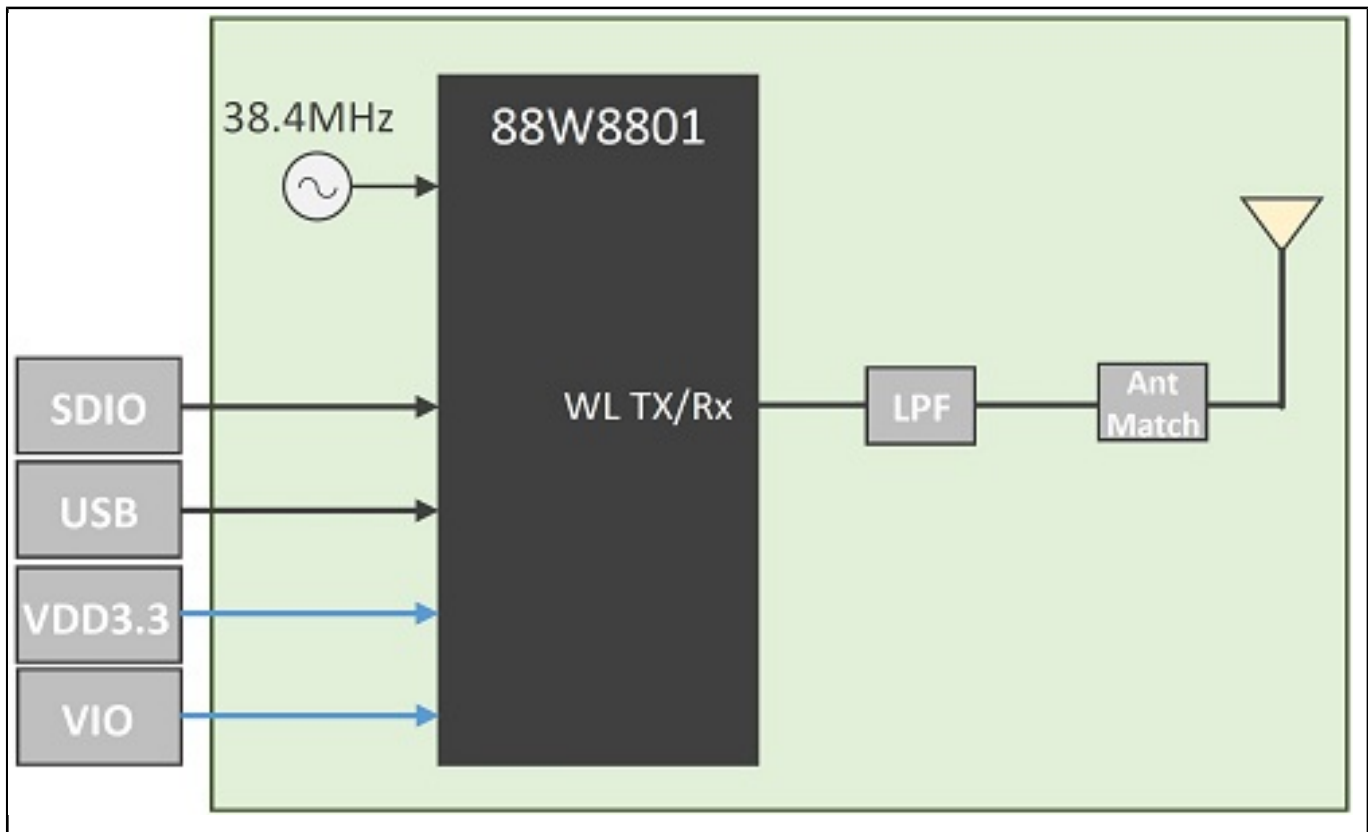 38.4MHz
88W8801
SDIO
WL TX/Rx
LPF
Ant
Match
USB
VDD3.3
VIO